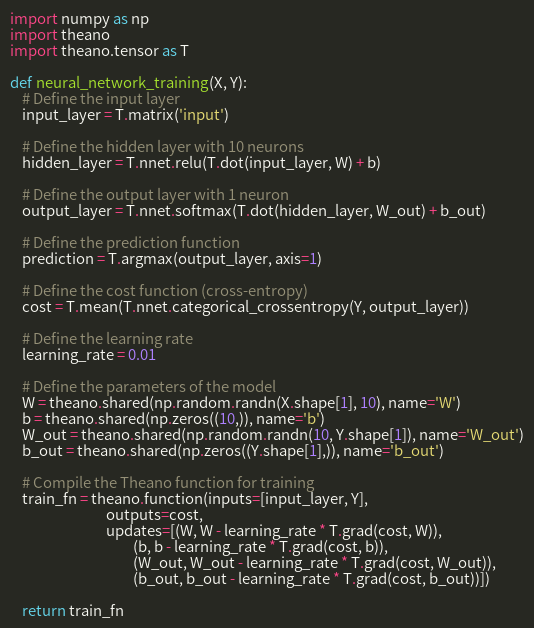 import numpy as np
import theano
import theano.tensor as T

def neural_network_training(X, Y):
    # Define the input layer
    input_layer = T.matrix('input')

    # Define the hidden layer with 10 neurons
    hidden_layer = T.nnet.relu(T.dot(input_layer, W) + b)

    # Define the output layer with 1 neuron
    output_layer = T.nnet.softmax(T.dot(hidden_layer, W_out) + b_out)

    # Define the prediction function
    prediction = T.argmax(output_layer, axis=1)

    # Define the cost function (cross-entropy)
    cost = T.mean(T.nnet.categorical_crossentropy(Y, output_layer))

    # Define the learning rate
    learning_rate = 0.01

    # Define the parameters of the model
    W = theano.shared(np.random.randn(X.shape[1], 10), name='W')
    b = theano.shared(np.zeros((10,)), name='b')
    W_out = theano.shared(np.random.randn(10, Y.shape[1]), name='W_out')
    b_out = theano.shared(np.zeros((Y.shape[1],)), name='b_out')

    # Compile the Theano function for training
    train_fn = theano.function(inputs=[input_layer, Y],
                               outputs=cost,
                               updates=[(W, W - learning_rate * T.grad(cost, W)),
                                        (b, b - learning_rate * T.grad(cost, b)),
                                        (W_out, W_out - learning_rate * T.grad(cost, W_out)),
                                        (b_out, b_out - learning_rate * T.grad(cost, b_out))])

    return train_fn